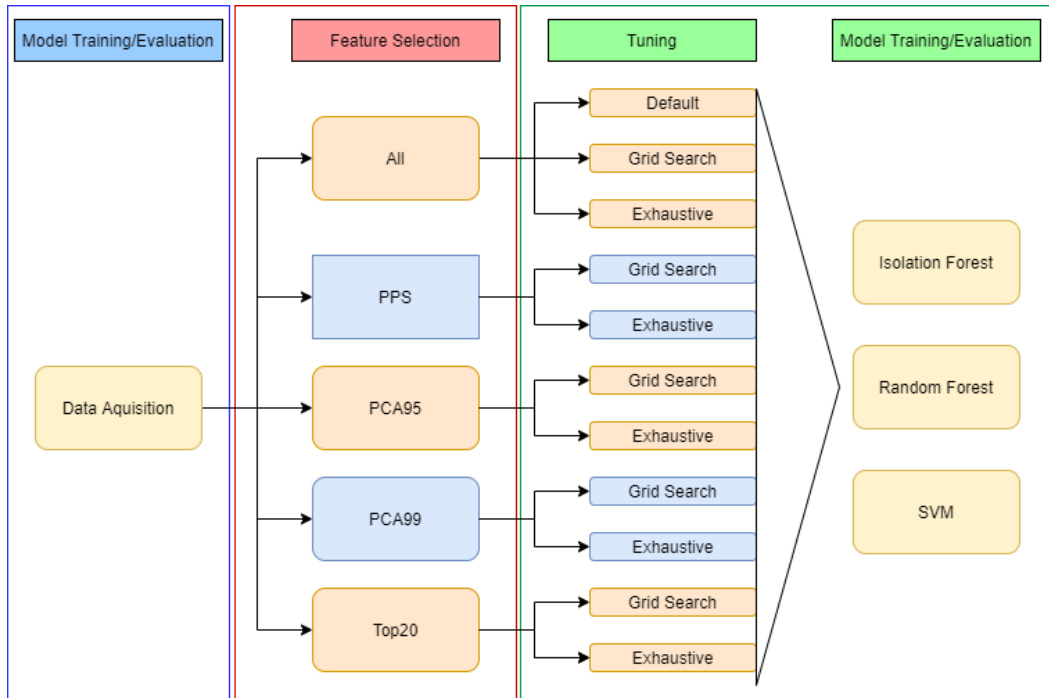 Model Training/Evaluation
Feature Selection
Tuning
Model Training/Evaluation
Data Aquisition
All
PPS
PCA95
PCA99
Top20
Default
Grid Search
Exhaustive
Grid Search
Exhaustive
Grid Search
Exhaustive
Grid Search
Exhaustive
Grid Search
Exhaustive
Isolation Forest
Random Forest
SVM